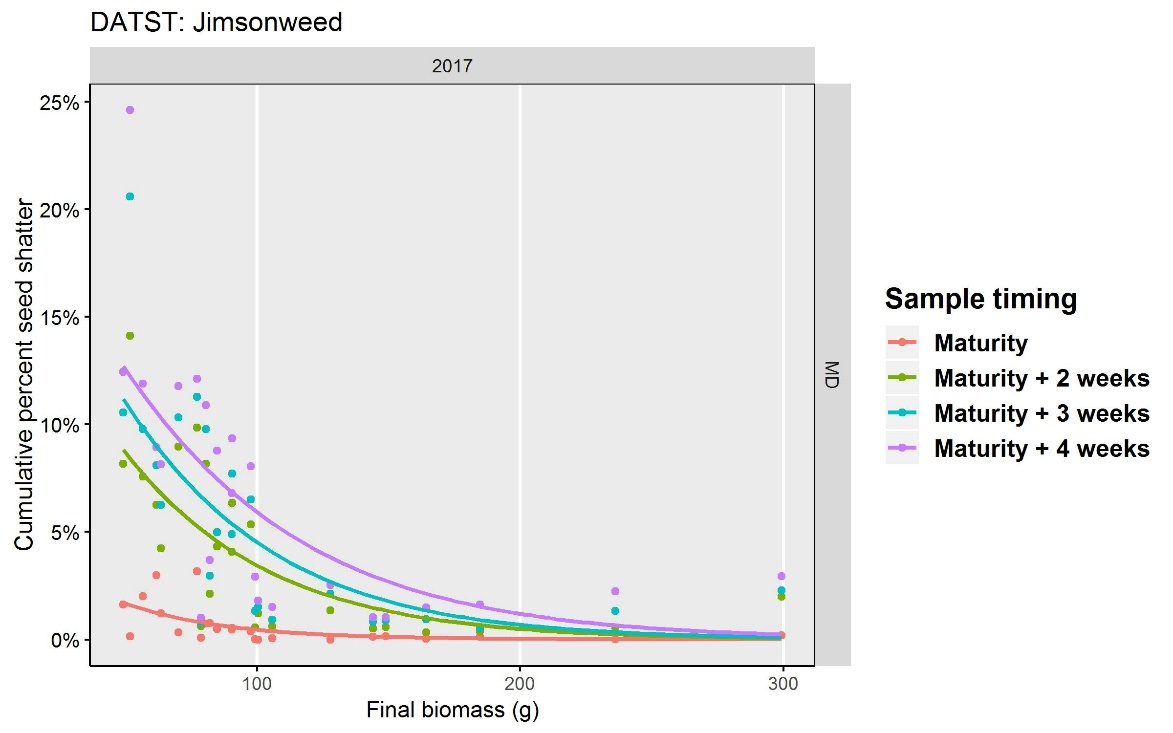 DATST: Jimsonweed
2017
25%
20%
15%
10%
5%
0%
Cumulative percent seed shatter
100
200
300
Final biomass (g)
MD
Sample timing
Maturity
Maturity + 2 weeks
Maturity + 3 weeks
Maturity + 4 weeks